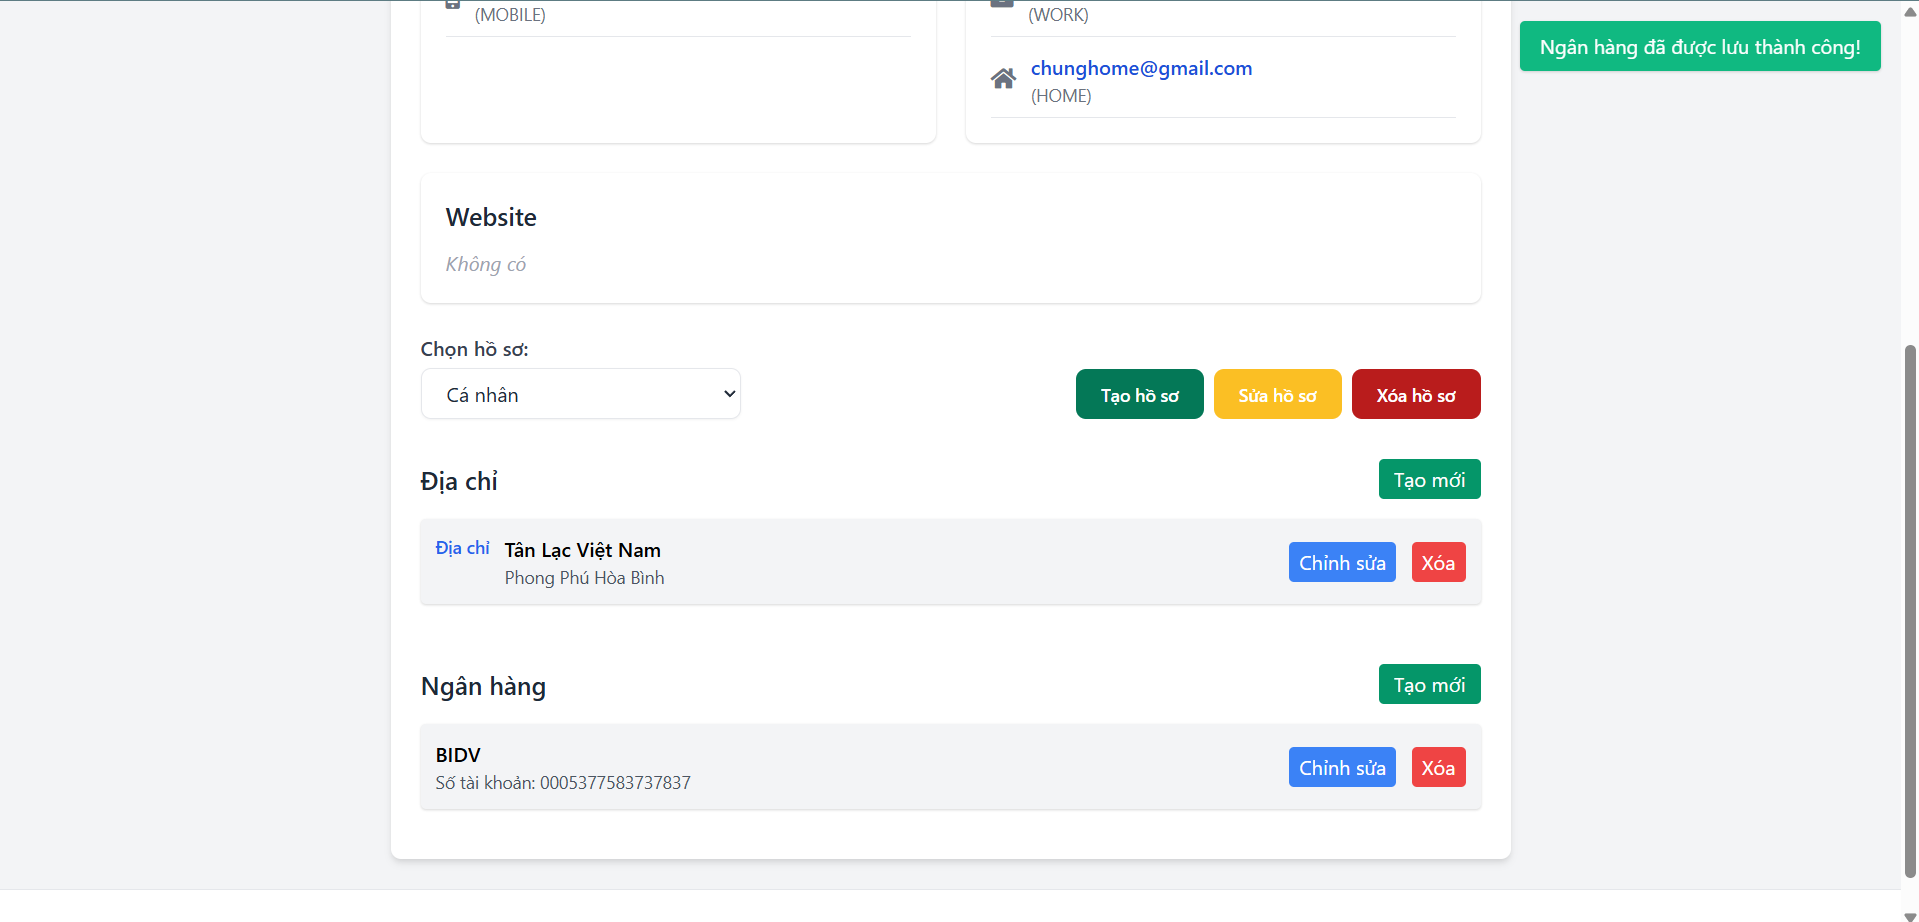 (MOBILE)
(WORK)
Ngân hàng đã được lưu thành công!
chunghome@gmail.com
(HOME)
Website
Không có
Chọn hồ sơ:
Cá nhân
Tạo hồ sơ
Sửa hồ sơ
Xóa hồ sơ
Địa chỉ
Tạo mới
Địa chỉ
Tân Lạc Việt Nam
Phong Phú Hòa Bình
Chỉnh sửa
Xóa
Ngân hàng
Tạo mới
BIDV
Số tài khoản: 0005377583737837
Chỉnh sửa
Xóa